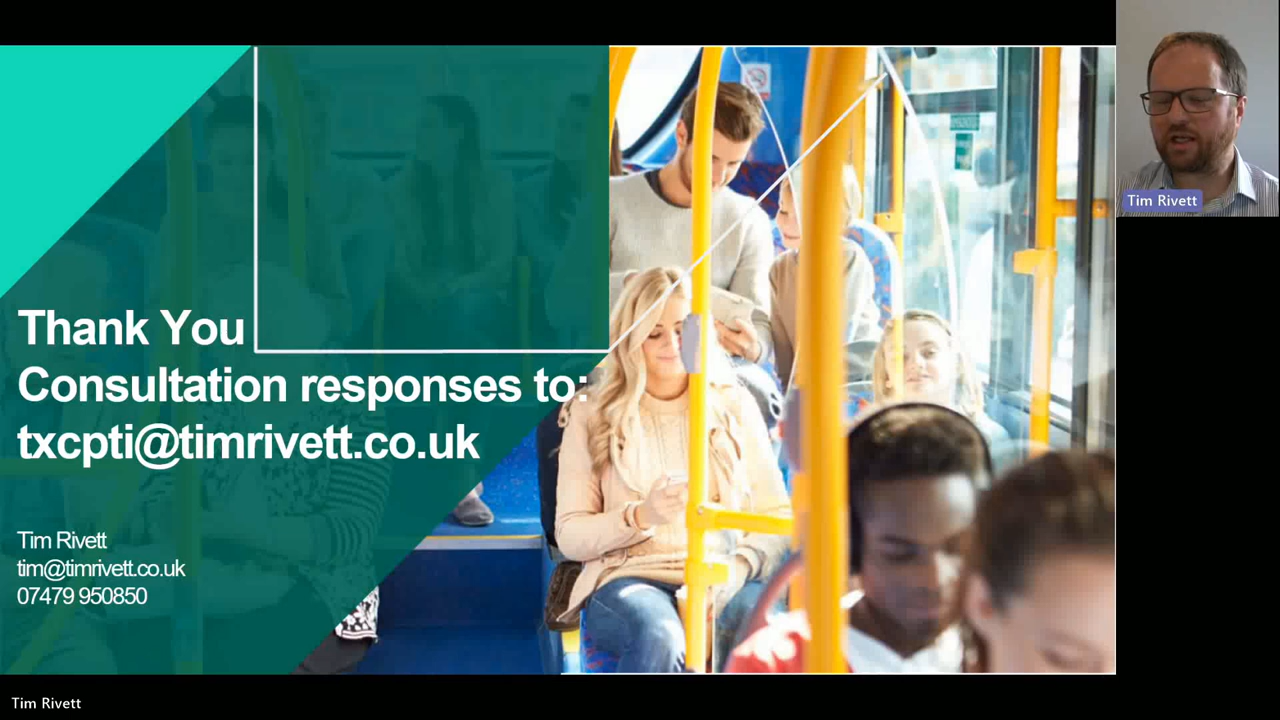 Thank You
Consultation responses to:
txcpti@timrivett.co.uk
Tim Rivett
tim@timrivett.co.uk
07479 950850
Tim Rivett
Tim Rivett